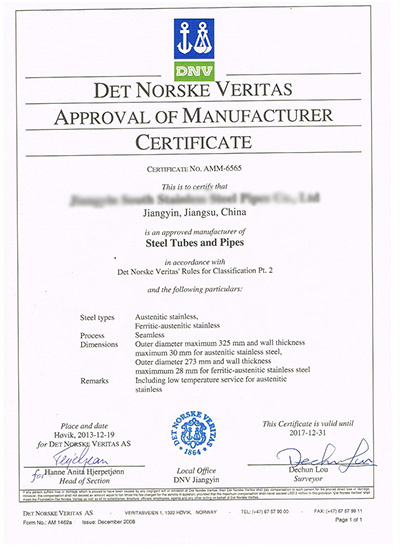 DNV
DET NORSKE VERITAS
APPROVAL OF MANUFACTURER
CERTIFICATE
CERTIFICATE NO. AMM-6565
This is to certify that
Jiangyin, Jiangsu, China
is an approved manufacturer of
Steel Tubes and Pipes
in accordance with
Det Norske Veritas' Rules for Classification Pt. 2
and the following particulars:
Steel types Austenitic stainless,
Ferritic-austenitic stainless
Process Seamless
Dimensions Outer diameter maximum 325 mm and wall thickness
maximum 30 mm for austenitic stainless steel,
Outer diameter 273 mm and wall thickness
maximmum 28 mm for ferritic-austenitic stainless steel
Remarks Including low temperature service for austenitic
stainless
Place and date
Høvik, 2013-12-19
for DET NORSKE VERITAS AS
DET NORSKE VERITAS
1864
This Certificate is valid until
2017-12-31
for Hanne Anita Hjerpetjønn
Head of Section
Local Office
DNV Jiangyin
Dechun Lou
Dechun Lou
Surveyor
DET NORSKE VERITAS AS VERITASVEIEN 1, 1322 HØVIK, NORWAY TEL: (+47) 67 57 99 00 FAX: (+47) 67 57 99 11
Form No.: AM 1462a Issue: December 2008 Page 1 of 1